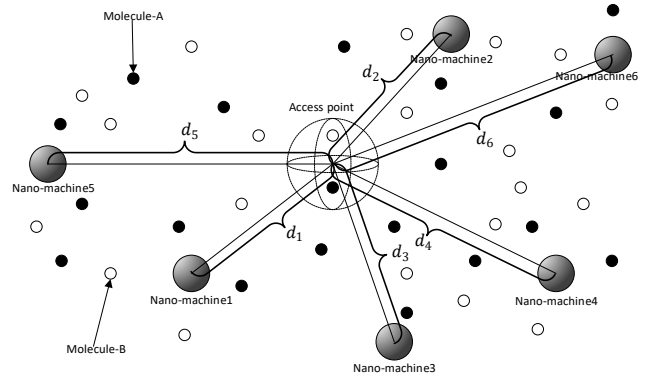 Molecule-A
Nano-machine2
Nano-machine6
d2
Access point
d6
d5
Nano-machine5
d1
d3
d4
Nano-machine1
Nano-machine4
Molecule-B
Nano-machine3